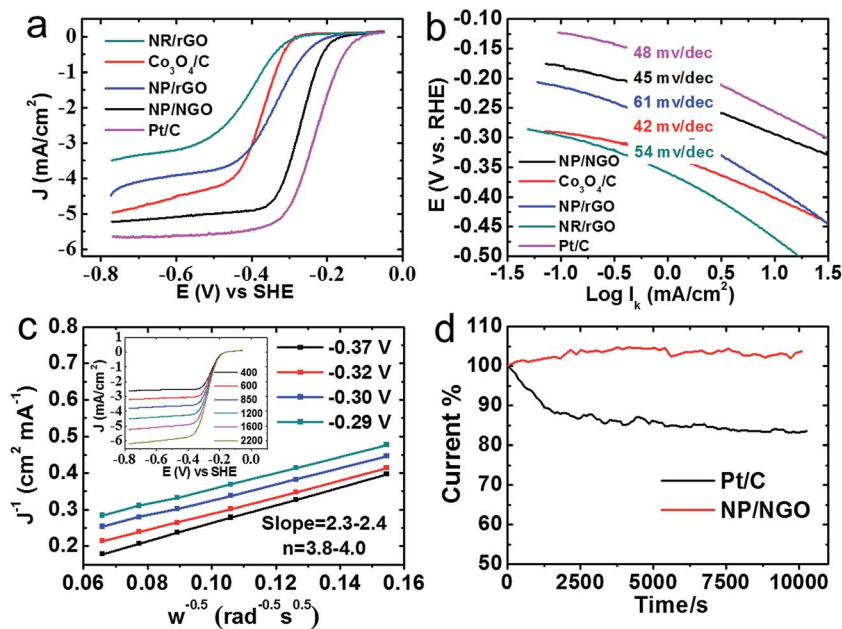 a
NR/rGO
Co3O4/C
NP/rGO
NP/NGO
Pt/C
J (mA/cm²)
0
-1
-2
-3
-4
-5
-6
-0.8 -0.6 -0.4 -0.2 0.0
E (V) vs SHE
b
48 mv/dec
45 mv/dec
61 mv/dec
42 mv/dec
54 mv/dec
NP/NGO
Co3O4/C
NP/rGO
NR/rGO
Pt/C
E (V vs. RHE)
-0.10
-0.15
-0.20
-0.25
-0.30
-0.35
-0.40
-0.45
-0.50
-1.5 -1.0 -0.5 0.0 0.5 1.0 1.5
Log Ik (mA/cm²)
c
-0.37 V
-0.32 V
-0.30 V
-0.29 V
J (mA/cm²)
1
0
-1
-2
-3
-4
-5
-6
400
600
850
1200
1600
2200
-0.8 -0.6 -0.4 -0.2 0.00
E (V) vs SHE
Slope=2.3-2.4
n=3.8-4.0
J⁻¹ (cm² mA⁻¹)
0.8
0.7
0.6
0.5
0.4
0.3
0.2
0.06 0.08 0.10 0.12 0.14 0.16
w⁻⁰·⁵ (rad⁻⁰·⁵s⁰·⁵)
d
Pt/C
NP/NGO
Current %
110
100
90
80
70
60
50
0 2500 5000 7500 10000
Time/s